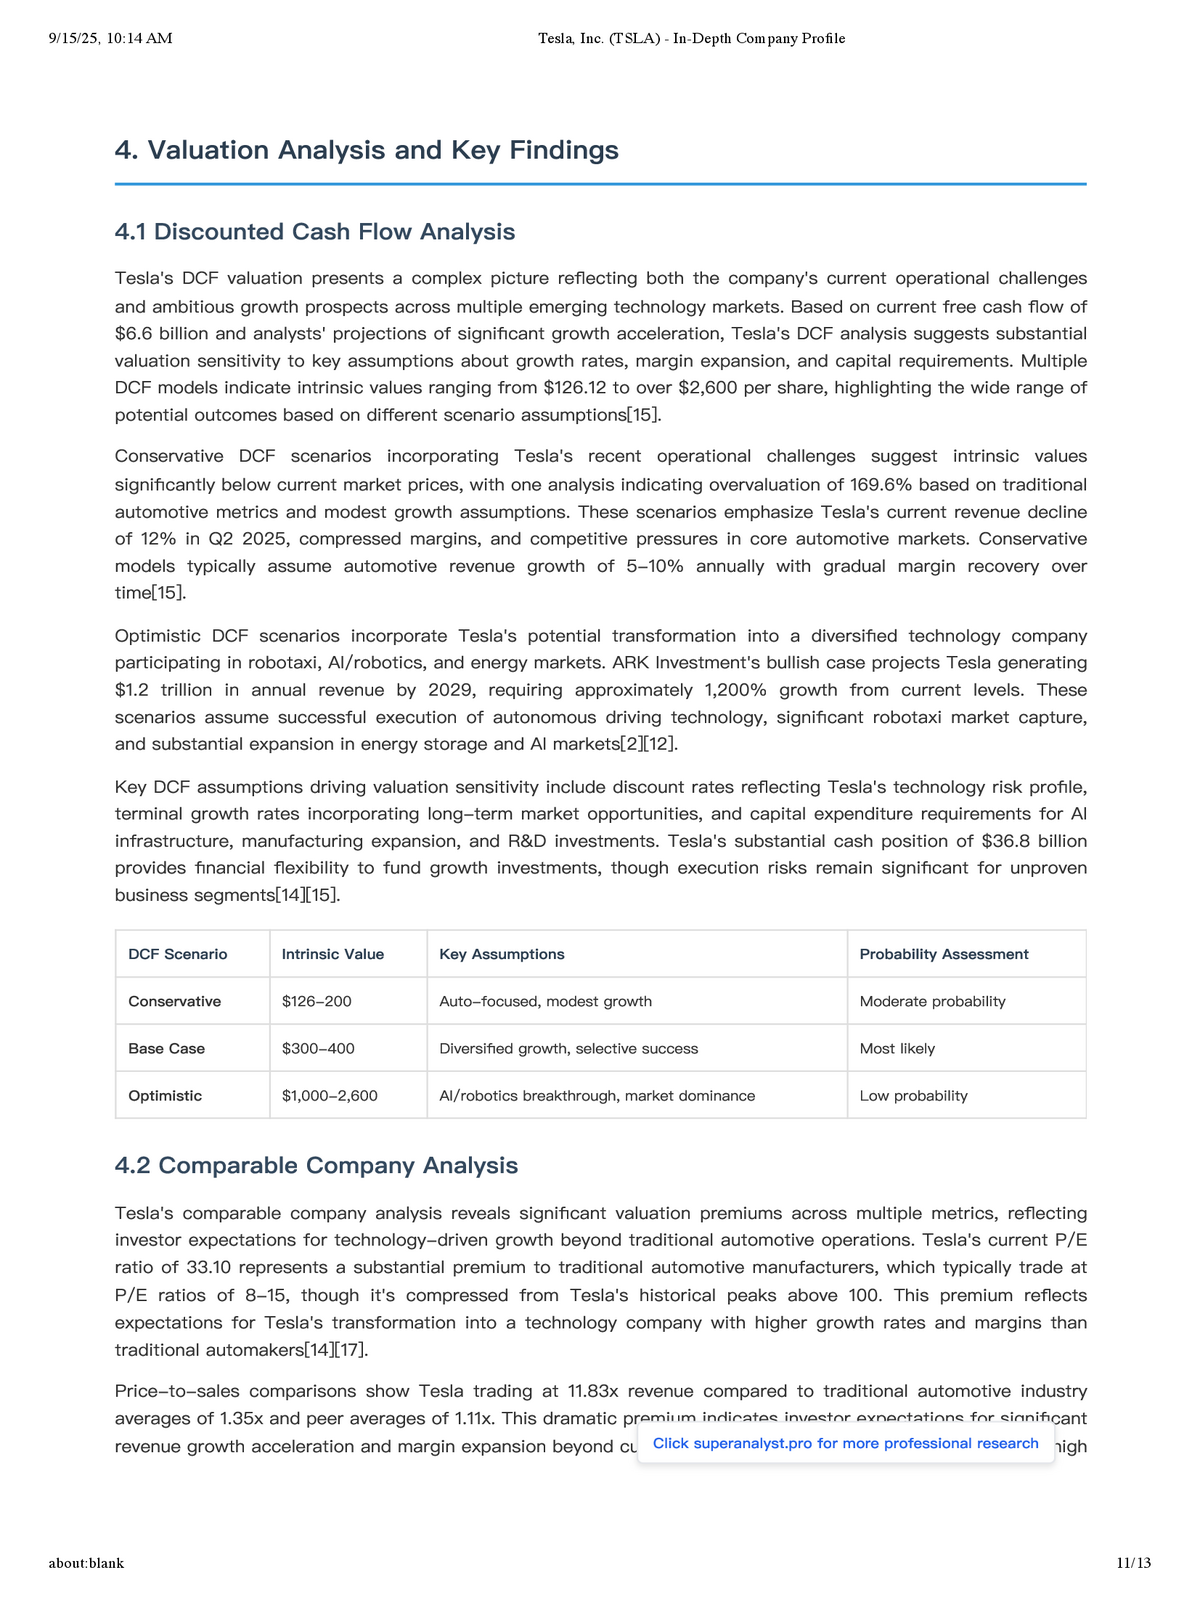 9/15/25, 10:14 AM
Tesla, Inc. (TSLA) - In-Depth Company Profile
4. Valuation Analysis and Key Findings
4.1 Discounted Cash Flow Analysis
Tesla's DCF valuation presents a complex picture reflecting both the company's current operational challenges
and ambitious growth prospects across multiple emerging technology markets. Based on current free cash flow of
$6.6 billion and analysts' projections of significant growth acceleration, Tesla's DCF analysis suggests substantial
valuation sensitivity to key assumptions about growth rates, margin expansion, and capital requirements. Multiple
DCF models indicate intrinsic values ranging from $126.12 to over $2,600 per share, highlighting the wide range of
potential outcomes based on different scenario assumptions[15].
Conservative DCF scenarios incorporating Tesla's recent operational challenges suggest intrinsic values
significantly below current market prices, with one analysis indicating overvaluation of 169.6% based on traditional
automotive metrics and modest growth assumptions. These scenarios emphasize Tesla's current revenue decline
of 12% in Q2 2025, compressed margins, and competitive pressures in core automotive markets. Conservative
models typically assume automotive revenue growth of 5–10% annually with gradual margin recovery over
time[15].
Optimistic DCF scenarios incorporate Tesla's potential transformation into a diversified technology company
participating in robotaxi, AI/robotics, and energy markets. ARK Investment's bullish case projects Tesla generating
$1.2 trillion in annual revenue by 2029, requiring approximately 1,200% growth from current levels. These
scenarios assume successful execution of autonomous driving technology, significant robotaxi market capture,
and substantial expansion in energy storage and AI markets[2][12].
Key DCF assumptions driving valuation sensitivity include discount rates reflecting Tesla's technology risk profile,
terminal growth rates incorporating long–term market opportunities, and capital expenditure requirements for AI
infrastructure, manufacturing expansion, and R&D investments. Tesla's substantial cash position of $36.8 billion
provides financial flexibility to fund growth investments, though execution risks remain significant for unproven
business segments[14][15].
DCF Scenario Intrinsic Value Key Assumptions Probability Assessment
Conservative $126–200 Auto–focused, modest growth Moderate probability
Base Case $300–400 Diversified growth, selective success Most likely
Optimistic $1,000–2,600 AI/robotics breakthrough, market dominance Low probability
4.2 Comparable Company Analysis
Tesla's comparable company analysis reveals significant valuation premiums across multiple metrics, reflecting
investor expectations for technology–driven growth beyond traditional automotive operations. Tesla's current P/E
ratio of 33.10 represents a substantial premium to traditional automotive manufacturers, which typically trade at
P/E ratios of 8–15, though it's compressed from Tesla's historical peaks above 100. This premium reflects
expectations for Tesla's transformation into a technology company with higher growth rates and margins than
traditional automakers[14][17].
Price–to–sales comparisons show Tesla trading at 11.83x revenue compared to traditional automotive industry
averages of 1.35x and peer averages of 1.11x. This dramatic premium indicates investor expectations for significant
revenue growth acceleration and margin expansion beyond
high
Click superanalyst.pro for more professional research
about:blank
11/13